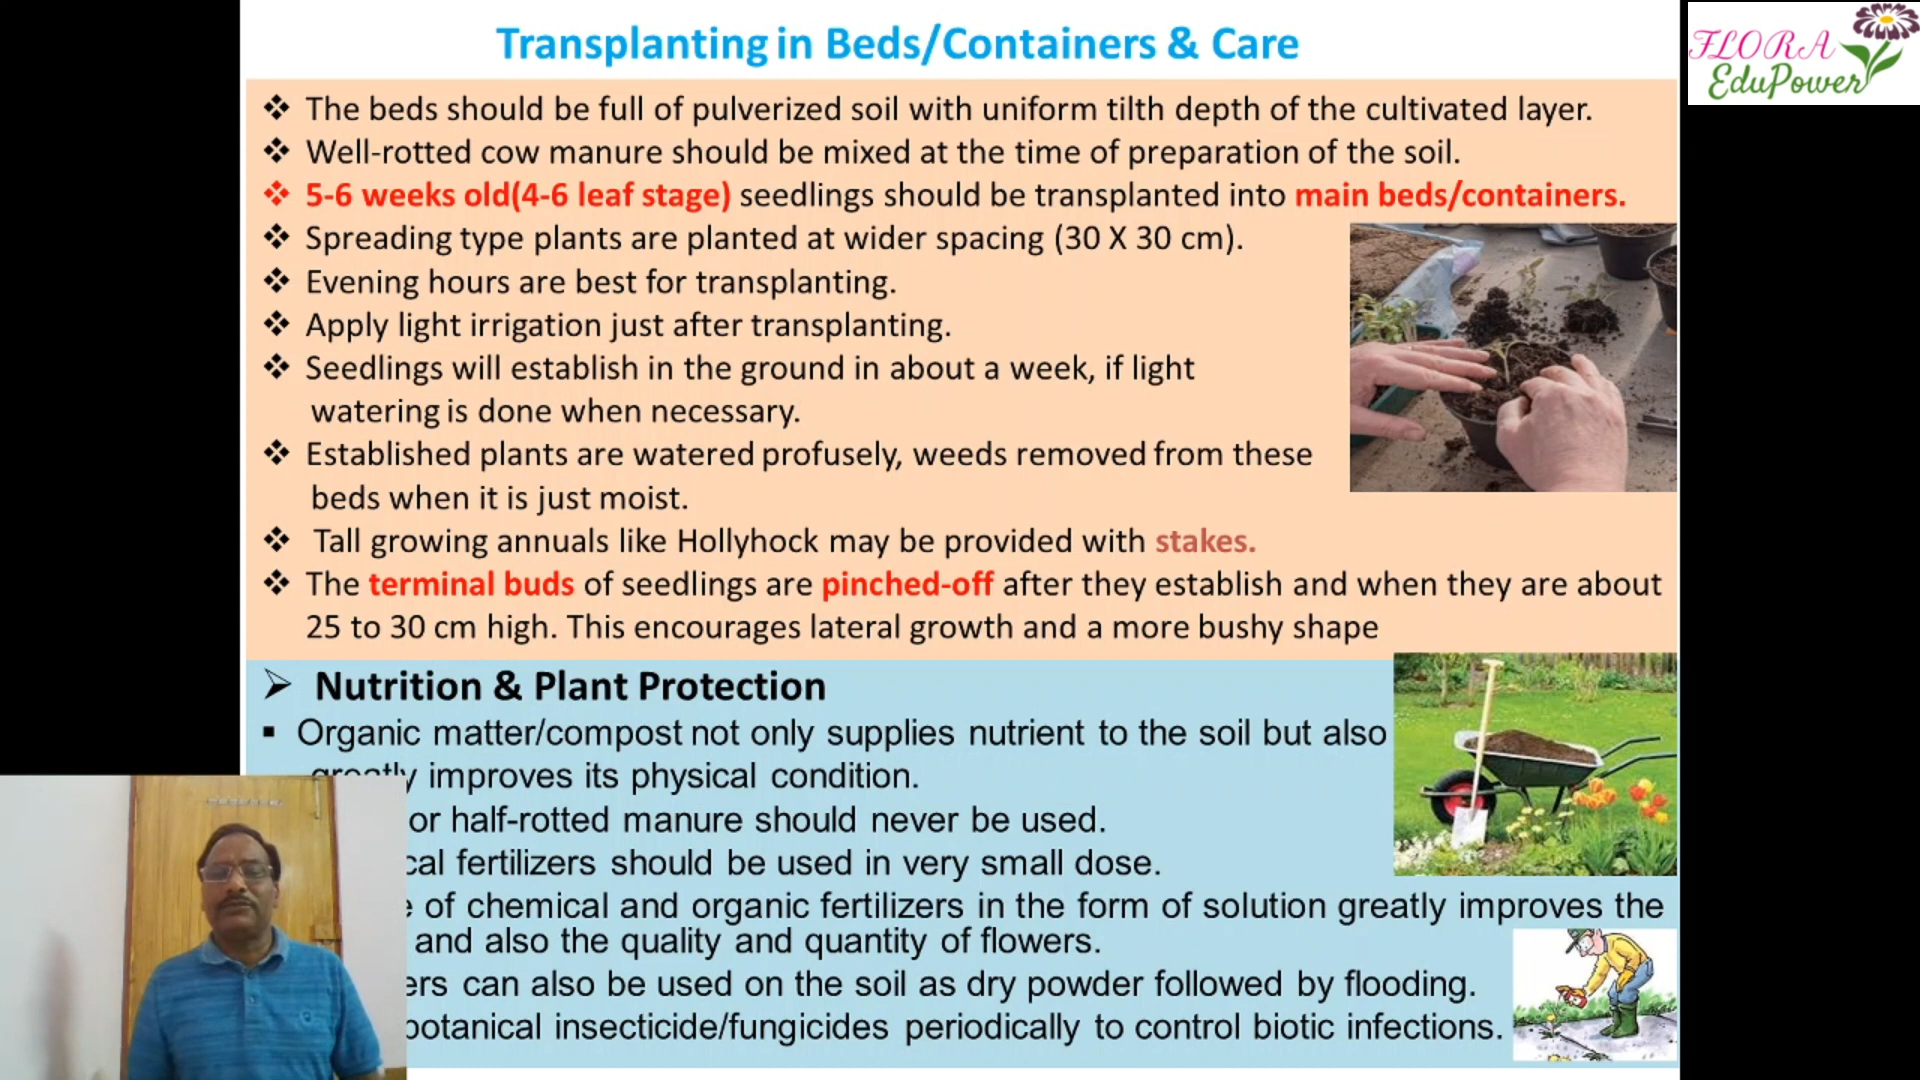 Transplanting in Beds/Containers & Care
FLORA
EduPower
❖ The beds should be full of pulverized soil with uniform tilth depth of the cultivated layer.
❖ Well-rotted cow manure should be mixed at the time of preparation of the soil.
❖ 5-6 weeks old(4-6 leaf stage) seedlings should be transplanted into main beds/containers.
❖ Spreading type plants are planted at wider spacing (30 X 30 cm).
❖ Evening hours are best for transplanting.
❖ Apply light irrigation just after transplanting.
❖ Seedlings will establish in the ground in about a week, if light
watering is done when necessary.
❖ Established plants are watered profusely, weeds removed from these
beds when it is just moist.
❖ Tall growing annuals like Hollyhock may be provided with stakes.
❖ The terminal buds of seedlings are pinched-off after they establish and when they are about
25 to 30 cm high. This encourages lateral growth and a more bushy shape
➢ Nutrition & Plant Protection
▪ Organic matter/compost not only supplies nutrient to the soil but also
greatly improves its physical condition.
or half-rotted manure should never be used.
cal fertilizers should be used in very small dose.
of chemical and organic fertilizers in the form of solution greatly improves the
and also the quality and quantity of flowers.
ers can also be used on the soil as dry powder followed by flooding.
botanical insecticide/fungicides periodically to control biotic infections.